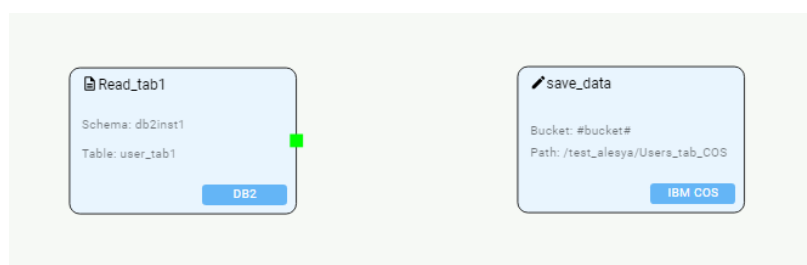 Read_tab1
Schema: db2inst1
Table: user_tab1
DB2
save_data
Bucket: #bucket#
Path: /test_alesya/Users_tab_COS
IBM COS